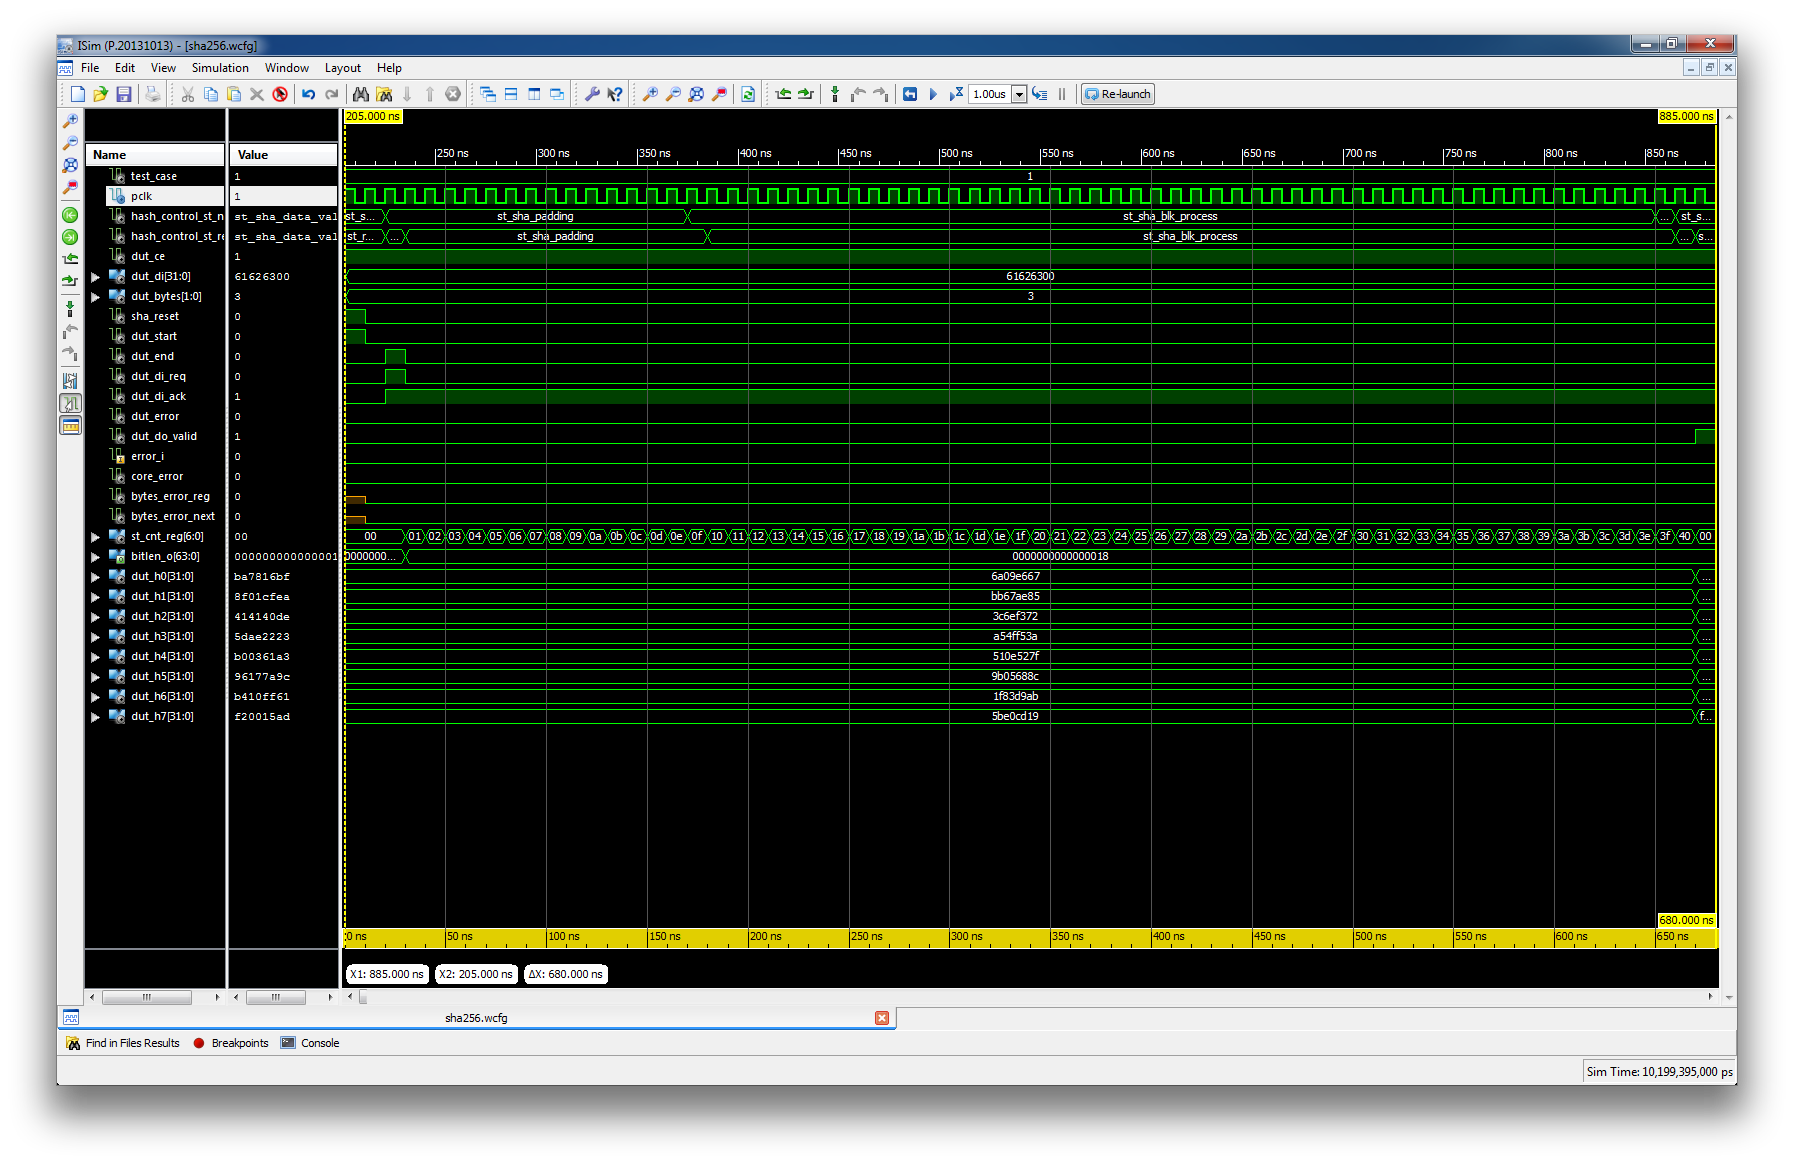 ISim (P.20131013) - [sha256.wcfg]
File Edit View Simulation Window Layout Help
1.00us Re-launch
205.000 ns 885.000 ns
Name Value
250 ns 300 ns 350 ns 400 ns 450 ns 500 ns 550 ns 600 ns 650 ns 700 ns 750 ns 800 ns 850 ns
test_case 1 1
pclk 1
hash_control_st_n st_sha_data_val st_s... st_sha_padding st_sha_blk_process ... st_s...
hash_control_st_re st_sha_data_val st_r... ... st_sha_padding st_sha_blk_process ... s...
dut_ce 1
dut_di[31:0] 61626300 61626300
dut_bytes[1:0] 3 3
sha_reset 0
dut_start 0
dut_end 0
dut_di_req 0
dut_di_ack 1
dut_error 0
dut_do_valid 1
error_i 0
core_error 0
bytes_error_reg 0
bytes_error_next 0
st_cnt_reg[6:0] 00 00 01 02 03 04 05 06 07 08 09 0a 0b 0c 0d 0e 0f 10 11 12 13 14 15 16 17 18 19 1a 1b 1c 1d 1e 1f 20 21 22 23 24 25 26 27 28 29 2a 2b 2c 2d 2e 2f 30 31 32 33 34 35 36 37 38 39 3a 3b 3c 3d 3e 3f 40 00
bitlen_o[63:0] 0000000000000001 0000000... 0000000000000018
dut_h0[31:0] ba7816bf 6a09e667 ...
dut_h1[31:0] 8f01cfea bb67ae85 ...
dut_h2[31:0] 414140de 3c6ef372 ...
dut_h3[31:0] 5dae2223 a54ff53a ...
dut_h4[31:0] b00361a3 510e527f ...
dut_h5[31:0] 96177a9c 9b05688c ...
dut_h6[31:0] b410ff61 1f83d9ab ...
dut_h7[31:0] f20015ad 5be0cd19 f...
680.000 ns
0 ns 50 ns 100 ns 150 ns 200 ns 250 ns 300 ns 350 ns 400 ns 450 ns 500 ns 550 ns 600 ns 650 ns
X1: 885.000 ns X2: 205.000 ns ΔX: 680.000 ns
sha256.wcfg
Find in Files Results Breakpoints Console
Sim Time: 10,199,395,000 ps